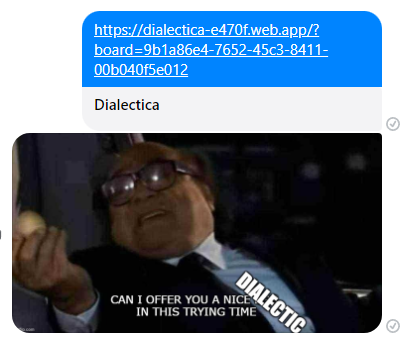 https://dialectica-e470f.web.app/?
board=9b1a86e4-7652-45c3-8411-
00b040f5e012
Dialectica
CAN I OFFER YOU A NICE
DIALECTIC
IN THIS TRYING TIME